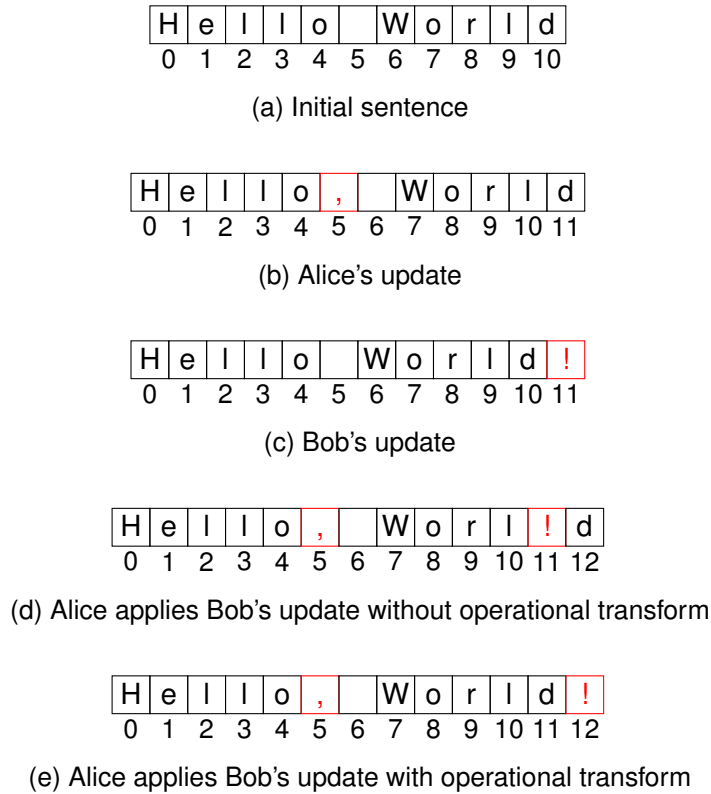 H e l l o W o r l d
0 1 2 3 4 5 6 7 8 9 10
(a) Initial sentence
H e l l o , W o r l d
0 1 2 3 4 5 6 7 8 9 10 11
(b) Alice's update
H e l l o W o r l d !
0 1 2 3 4 5 6 7 8 9 10 11
(c) Bob's update
H e l l o , W o r l ! d
0 1 2 3 4 5 6 7 8 9 10 11 12
(d) Alice applies Bob's update without operational transform
H e l l o , W o r l d !
0 1 2 3 4 5 6 7 8 9 10 11 12
(e) Alice applies Bob's update with operational transform